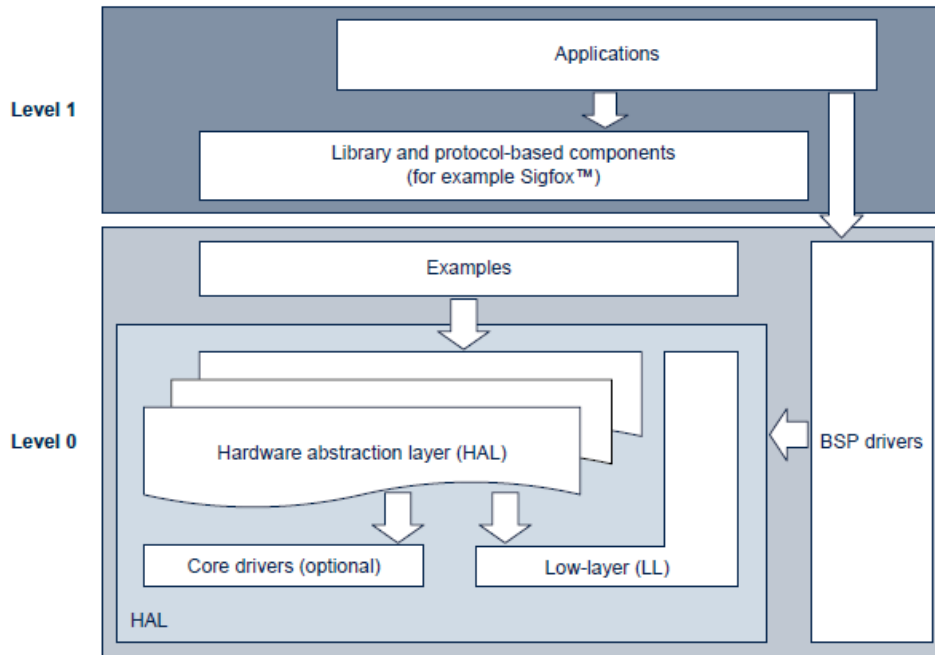 Level 1
Applications
Library and protocol-based components
(for example Sigfox™)
Level 0
Examples
Hardware abstraction layer (HAL)
BSP drivers
Core drivers (optional)
Low-layer (LL)
HAL